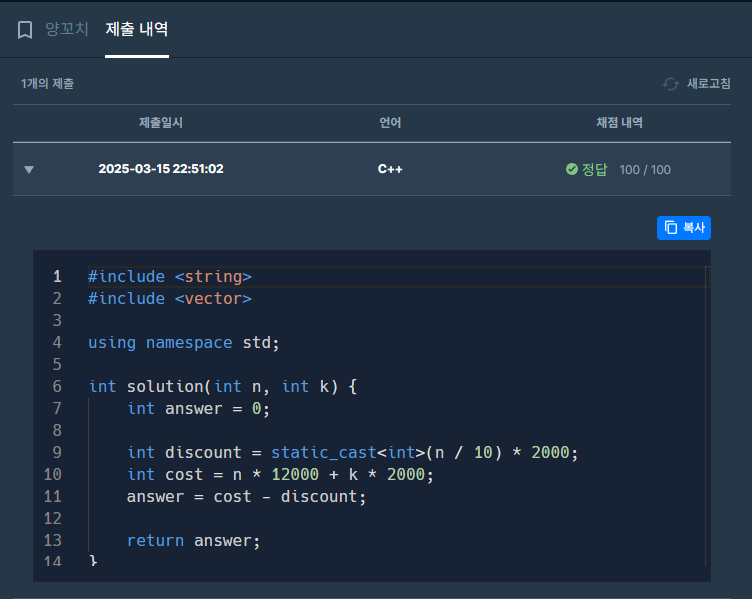 양꼬치 제출 내역
1개의 제출 새로고침
제출일시 언어 채점 내역
2025-03-15 22:51:02 C++ 정답 100 / 100
복사
1 #include <string>
2 #include <vector>
3
4 using namespace std;
5
6 int solution(int n, int k) {
7     int answer = 0;
8
9     int discount = static_cast<int>(n / 10) * 2000;
10     int cost = n * 12000 + k * 2000;
11     answer = cost - discount;
12
13     return answer;
14 }